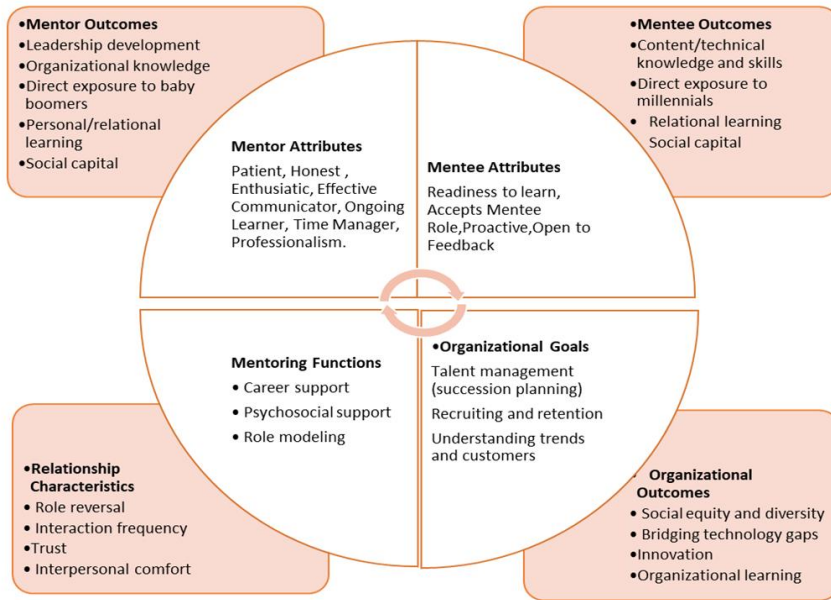 •Mentor Outcomes
•Leadership development
•Organizational knowledge
•Direct exposure to baby
boomers
•Personal/relational
learning
•Social capital
•Mentee Outcomes
•Content/technical
knowledge and skills
•Direct exposure to
millennials
• Relational learning
Social capital
Mentor Attributes
Patient, Honest ,
Enthusiatic, Effective
Communicator, Ongoing
Learner, Time Manager,
Professionalism.
Mentee Attributes
Readiness to learn,
Accepts Mentee
Role,Proactive,Open to
Feedback
Mentoring Functions
• Career support
• Psychosocial support
• Role modeling
•Organizational Goals
Talent management
(succession planning)
Recruiting and retention
Understanding trends
and customers
•Relationship
Characteristics
• Role reversal
• Interaction frequency
•Trust
• Interpersonal comfort
• Organizational
Outcomes
•Social equity and diversity
• Bridging technology gaps
•Innovation
•Organizational learning